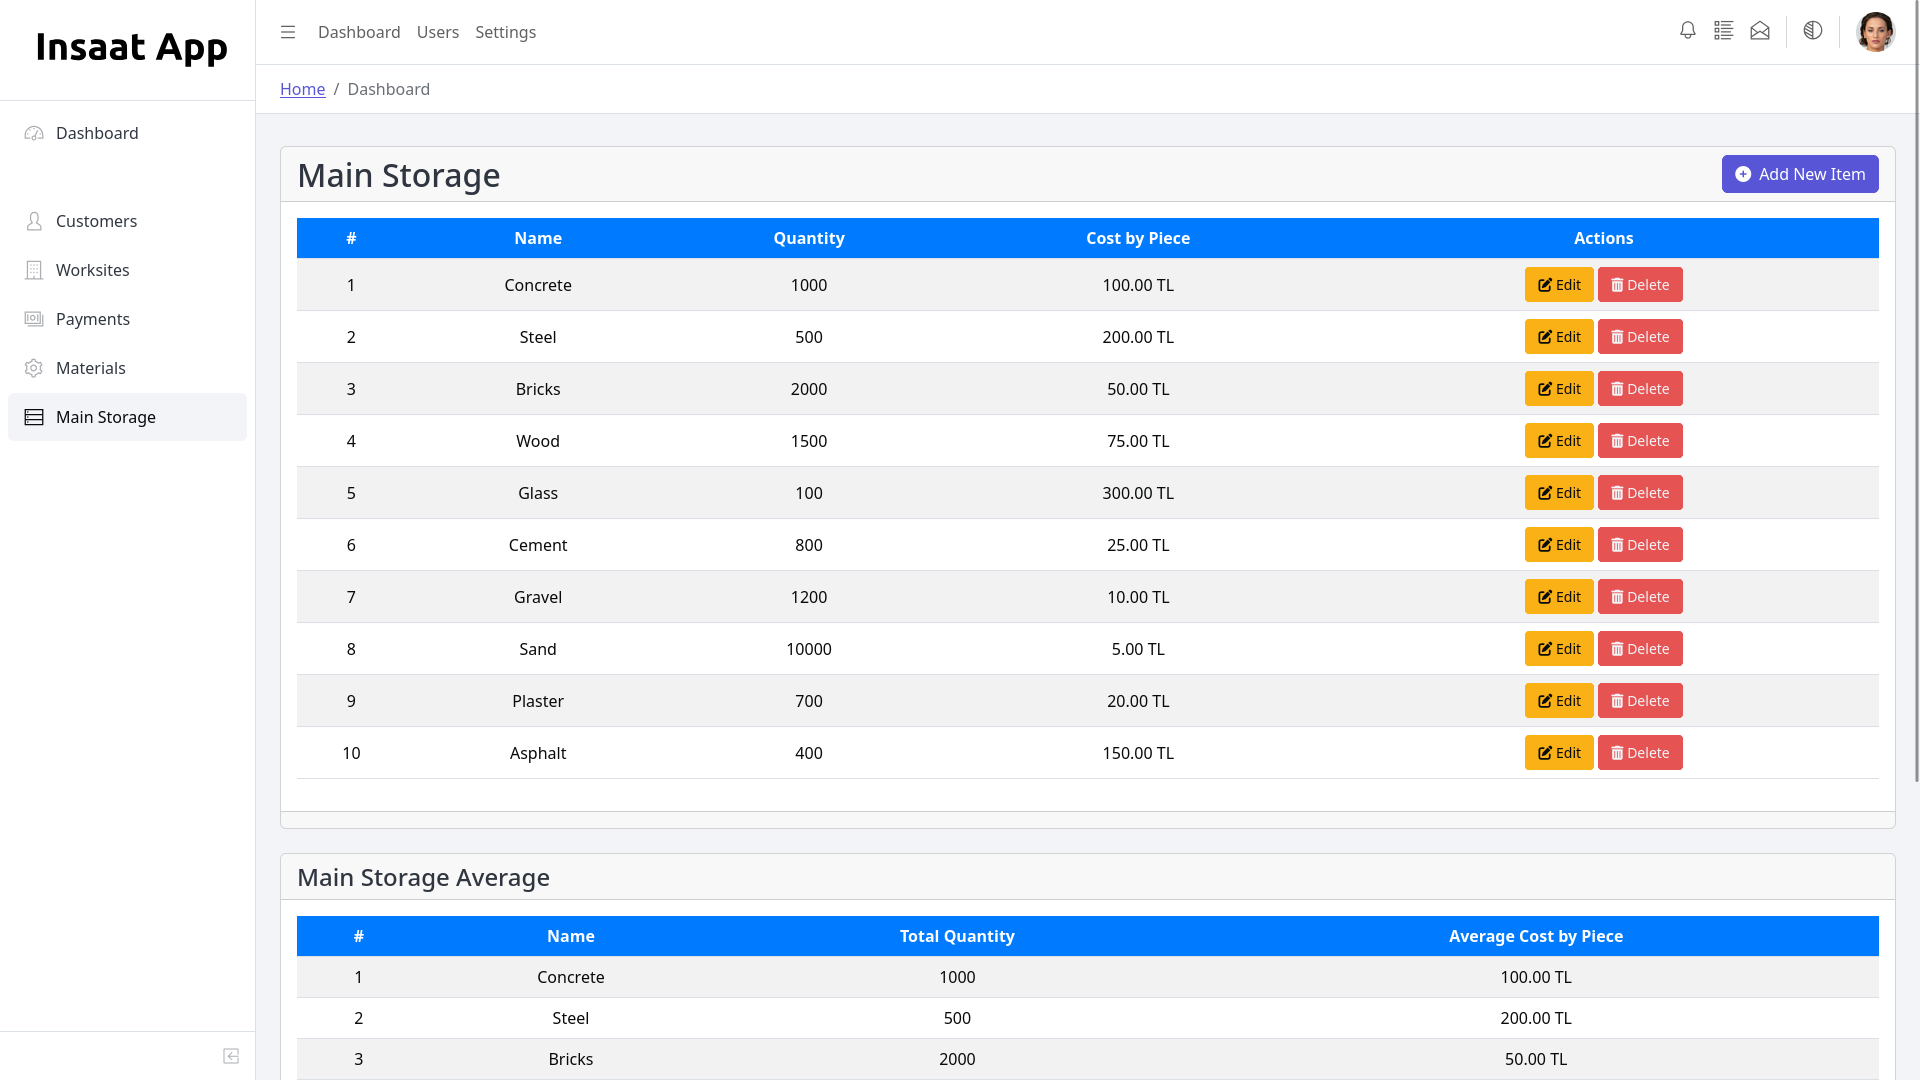 Insaat App
Dashboard Users Settings
Home / Dashboard
Dashboard
Customers
Worksites
Payments
Materials
Main Storage
Main Storage
Add New Item
# Name Quantity Cost by Piece Actions
1 Concrete 1000 100.00 TL Edit Delete
2 Steel 500 200.00 TL Edit Delete
3 Bricks 2000 50.00 TL Edit Delete
4 Wood 1500 75.00 TL Edit Delete
5 Glass 100 300.00 TL Edit Delete
6 Cement 800 25.00 TL Edit Delete
7 Gravel 1200 10.00 TL Edit Delete
8 Sand 10000 5.00 TL Edit Delete
9 Plaster 700 20.00 TL Edit Delete
10 Asphalt 400 150.00 TL Edit Delete
Main Storage Average
# Name Total Quantity Average Cost by Piece
1 Concrete 1000 100.00 TL
2 Steel 500 200.00 TL
3 Bricks 2000 50.00 TL